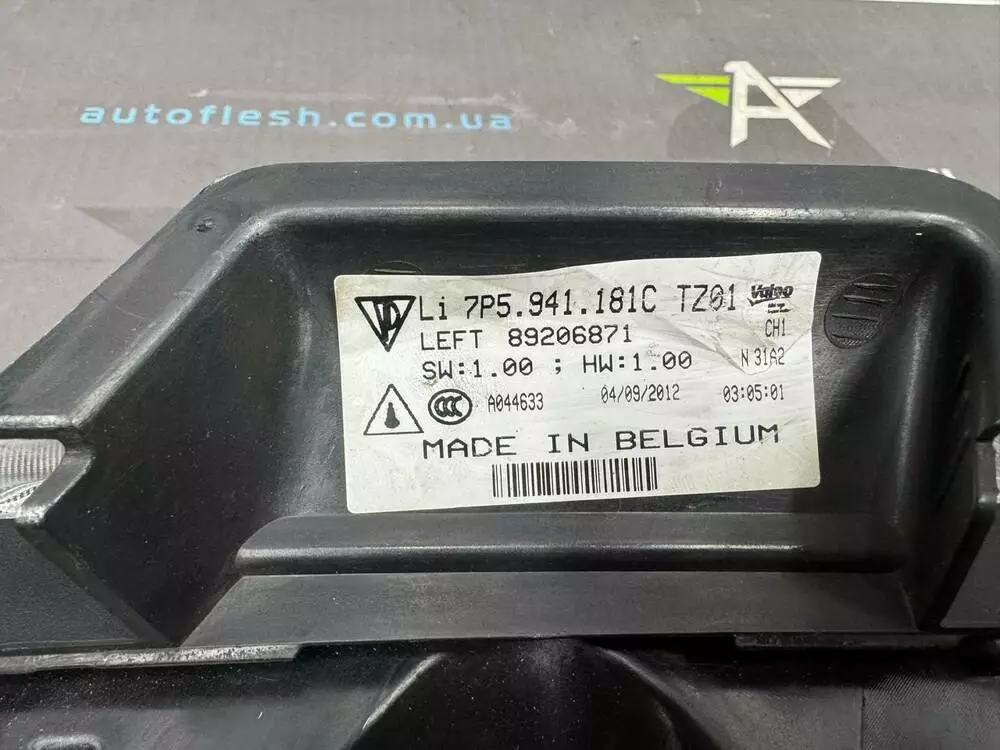 autoflesh.com.ua
Li 7P5.941.181C TZ01 Valeo
LEFT 89206871 CH1
SW:1.00 ; HW:1.00 N 31A2
CCC A044633 04/09/2012 03:05:01
MADE IN BELGIUM